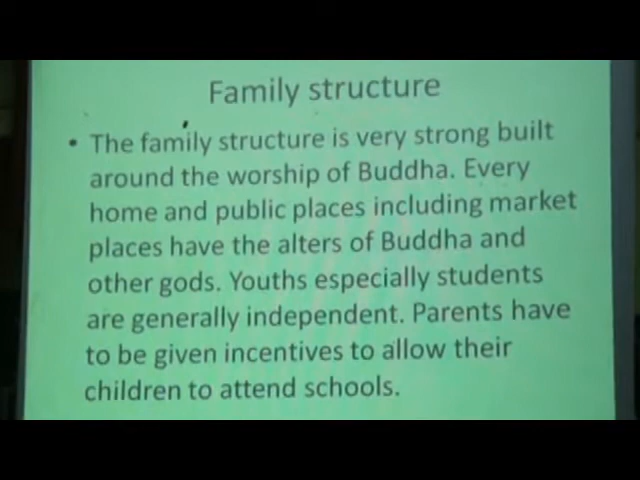 Family structure
• The family structure is very strong built
around the worship of Buddha. Every
home and public places including market
places have the alters of Buddha and
other gods. Youths especially students
are generally independent. Parents have
to be given incentives to allow their
children to attend schools.